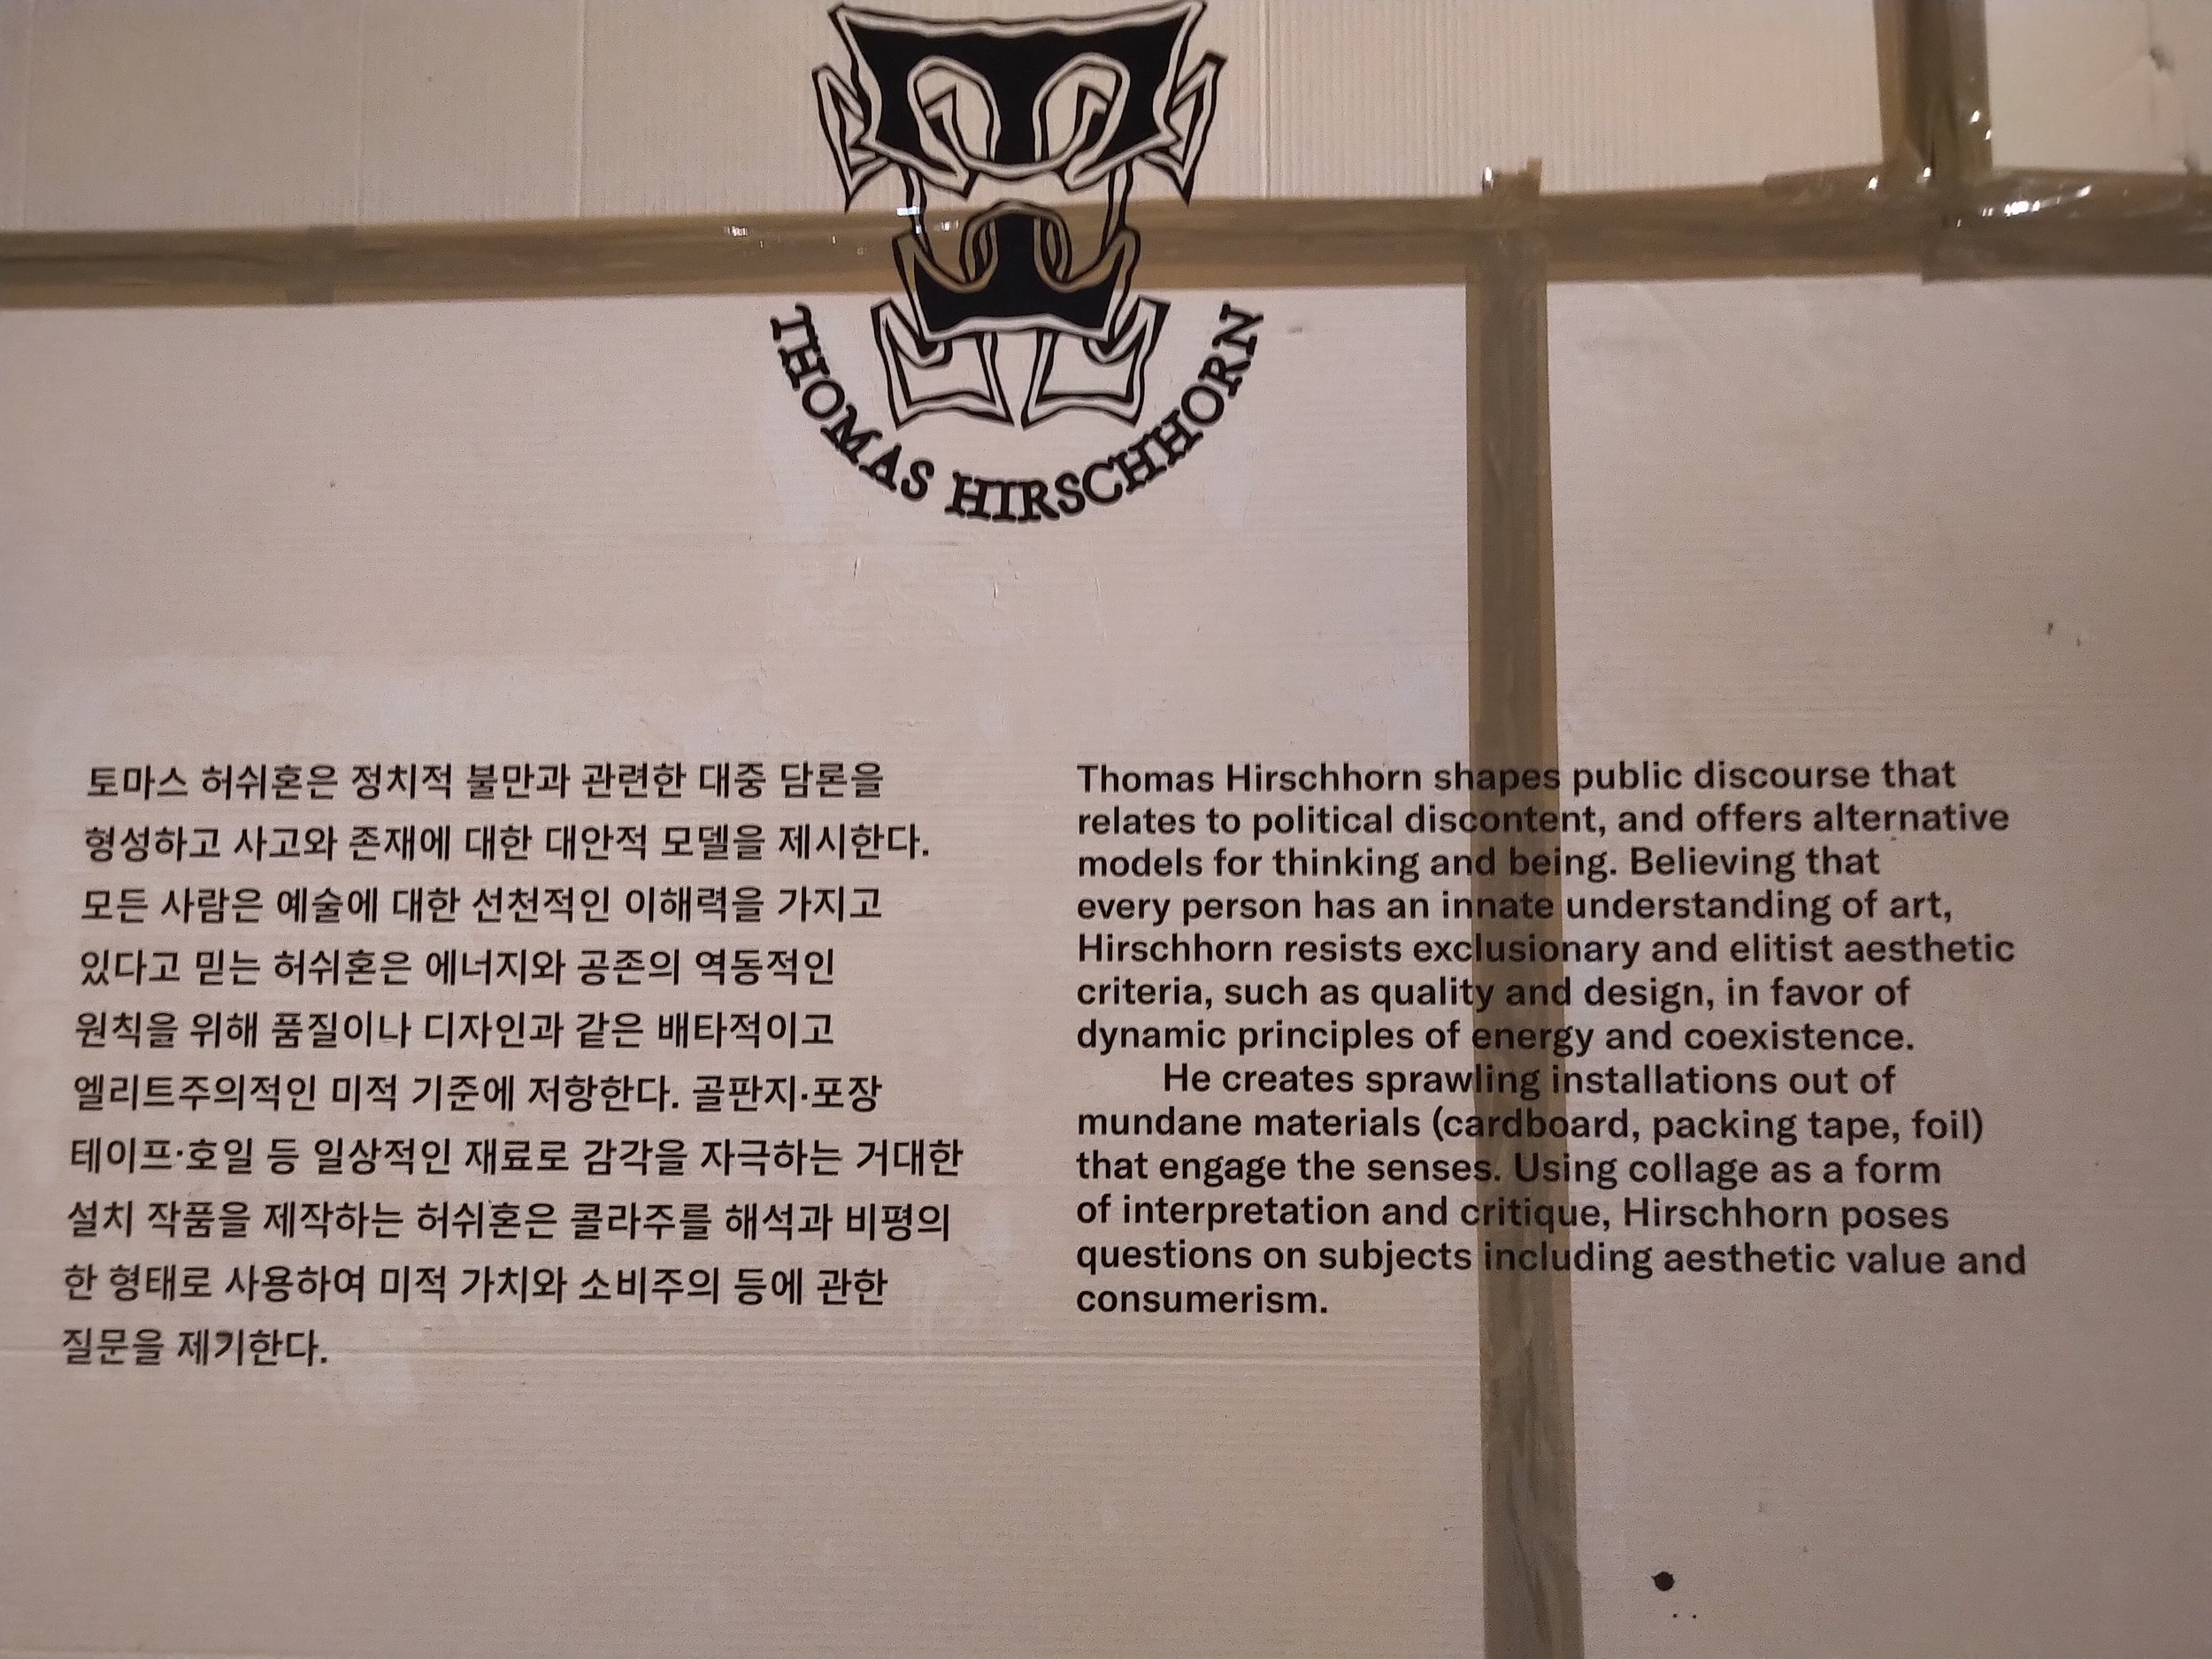 THOMAS HIRSCHHORN
토마스 허쉬혼은 정치적 불만과 관련한 대중 담론을
형성하고 사고와 존재에 대한 대안적 모델을 제시한다.
모든 사람은 예술에 대한 선천적인 이해력을 가지고
있다고 믿는 허쉬혼은 에너지와 공존의 역동적인
원칙을 위해 품질이나 디자인과 같은 배타적이고
엘리트주의적인 미적 기준에 저항한다. 골판지·포장
테이프·호일 등 일상적인 재료로 감각을 자극하는 거대한
설치 작품을 제작하는 허쉬혼은 콜라주를 해석과 비평의
한 형태로 사용하여 미적 가치와 소비주의 등에 관한
질문을 제기한다.
Thomas Hirschhorn shapes public discourse that
relates to political discontent, and offers alternative
models for thinking and being. Believing that
every person has an innate understanding of art,
Hirschhorn resists exclusionary and elitist aesthetic
criteria, such as quality and design, in favor of
dynamic principles of energy and coexistence.
He creates sprawling installations out of
mundane materials (cardboard, packing tape, foil)
that engage the senses. Using collage as a form
of interpretation and critique, Hirschhorn poses
questions on subjects including aesthetic value and
consumerism.